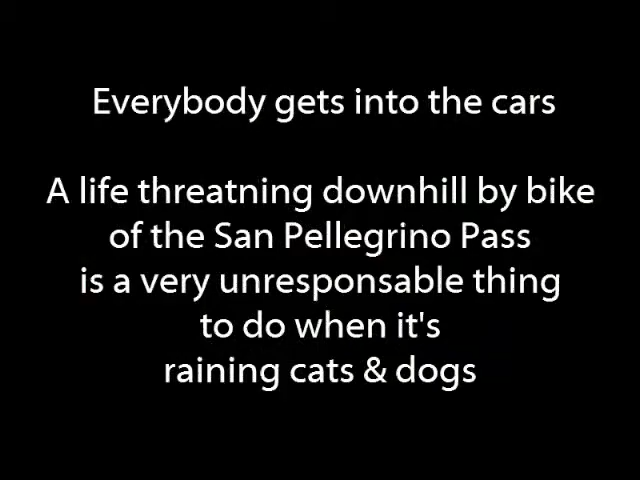 Everybody gets into the cars
A life threatning downhill by bike
of the San Pellegrino Pass
is a very unresponsable thing
to do when it's
raining cats & dogs